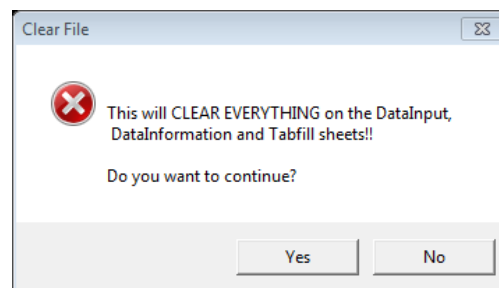 Clear File
This will CLEAR EVERYTHING on the DataInput,
DataInformation and Tabfill sheets!!
Do you want to continue?
Yes
No